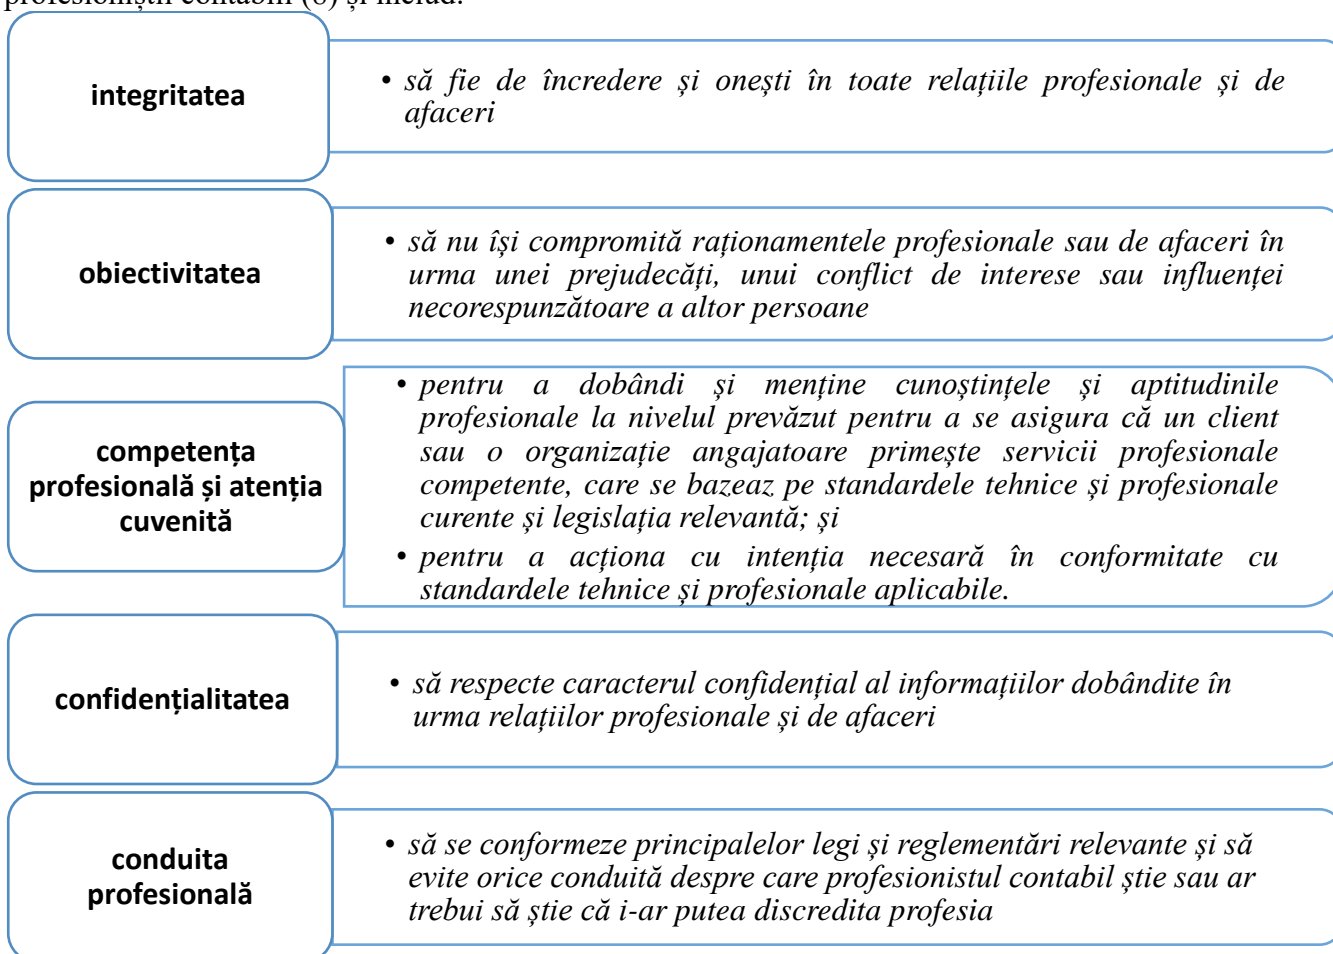 profesioniștii contabili (8) și includ:
integritatea
• să fie de încredere și onești în toate relațiile profesionale și de
afaceri
obiectivitatea
• să nu își compromită raționamentele profesionale sau de afaceri în
urma unei prejudecăți, unui conflict de interese sau influenței
necorespunzătoare a altor persoane
competența
profesională și atenția
cuvenită
• pentru a dobândi și menține cunoștințele și aptitudinile
profesionale la nivelul prevăzut pentru a se asigura că un client
sau o organizație angajatoare primește servicii profesionale
competente, care se bazeaz pe standardele tehnice și profesionale
curente și legislația relevantă; și
• pentru a acționa cu intenția necesară în conformitate cu
standardele tehnice și profesionale aplicabile.
confidențialitatea
• să respecte caracterul confidențial al informațiilor dobândite în
urma relațiilor profesionale și de afaceri
conduita
profesională
• să se conformeze principalelor legi și reglementări relevante și să
evite orice conduită despre care profesionistul contabil știe sau ar
trebui să știe că i-ar putea discredita profesia